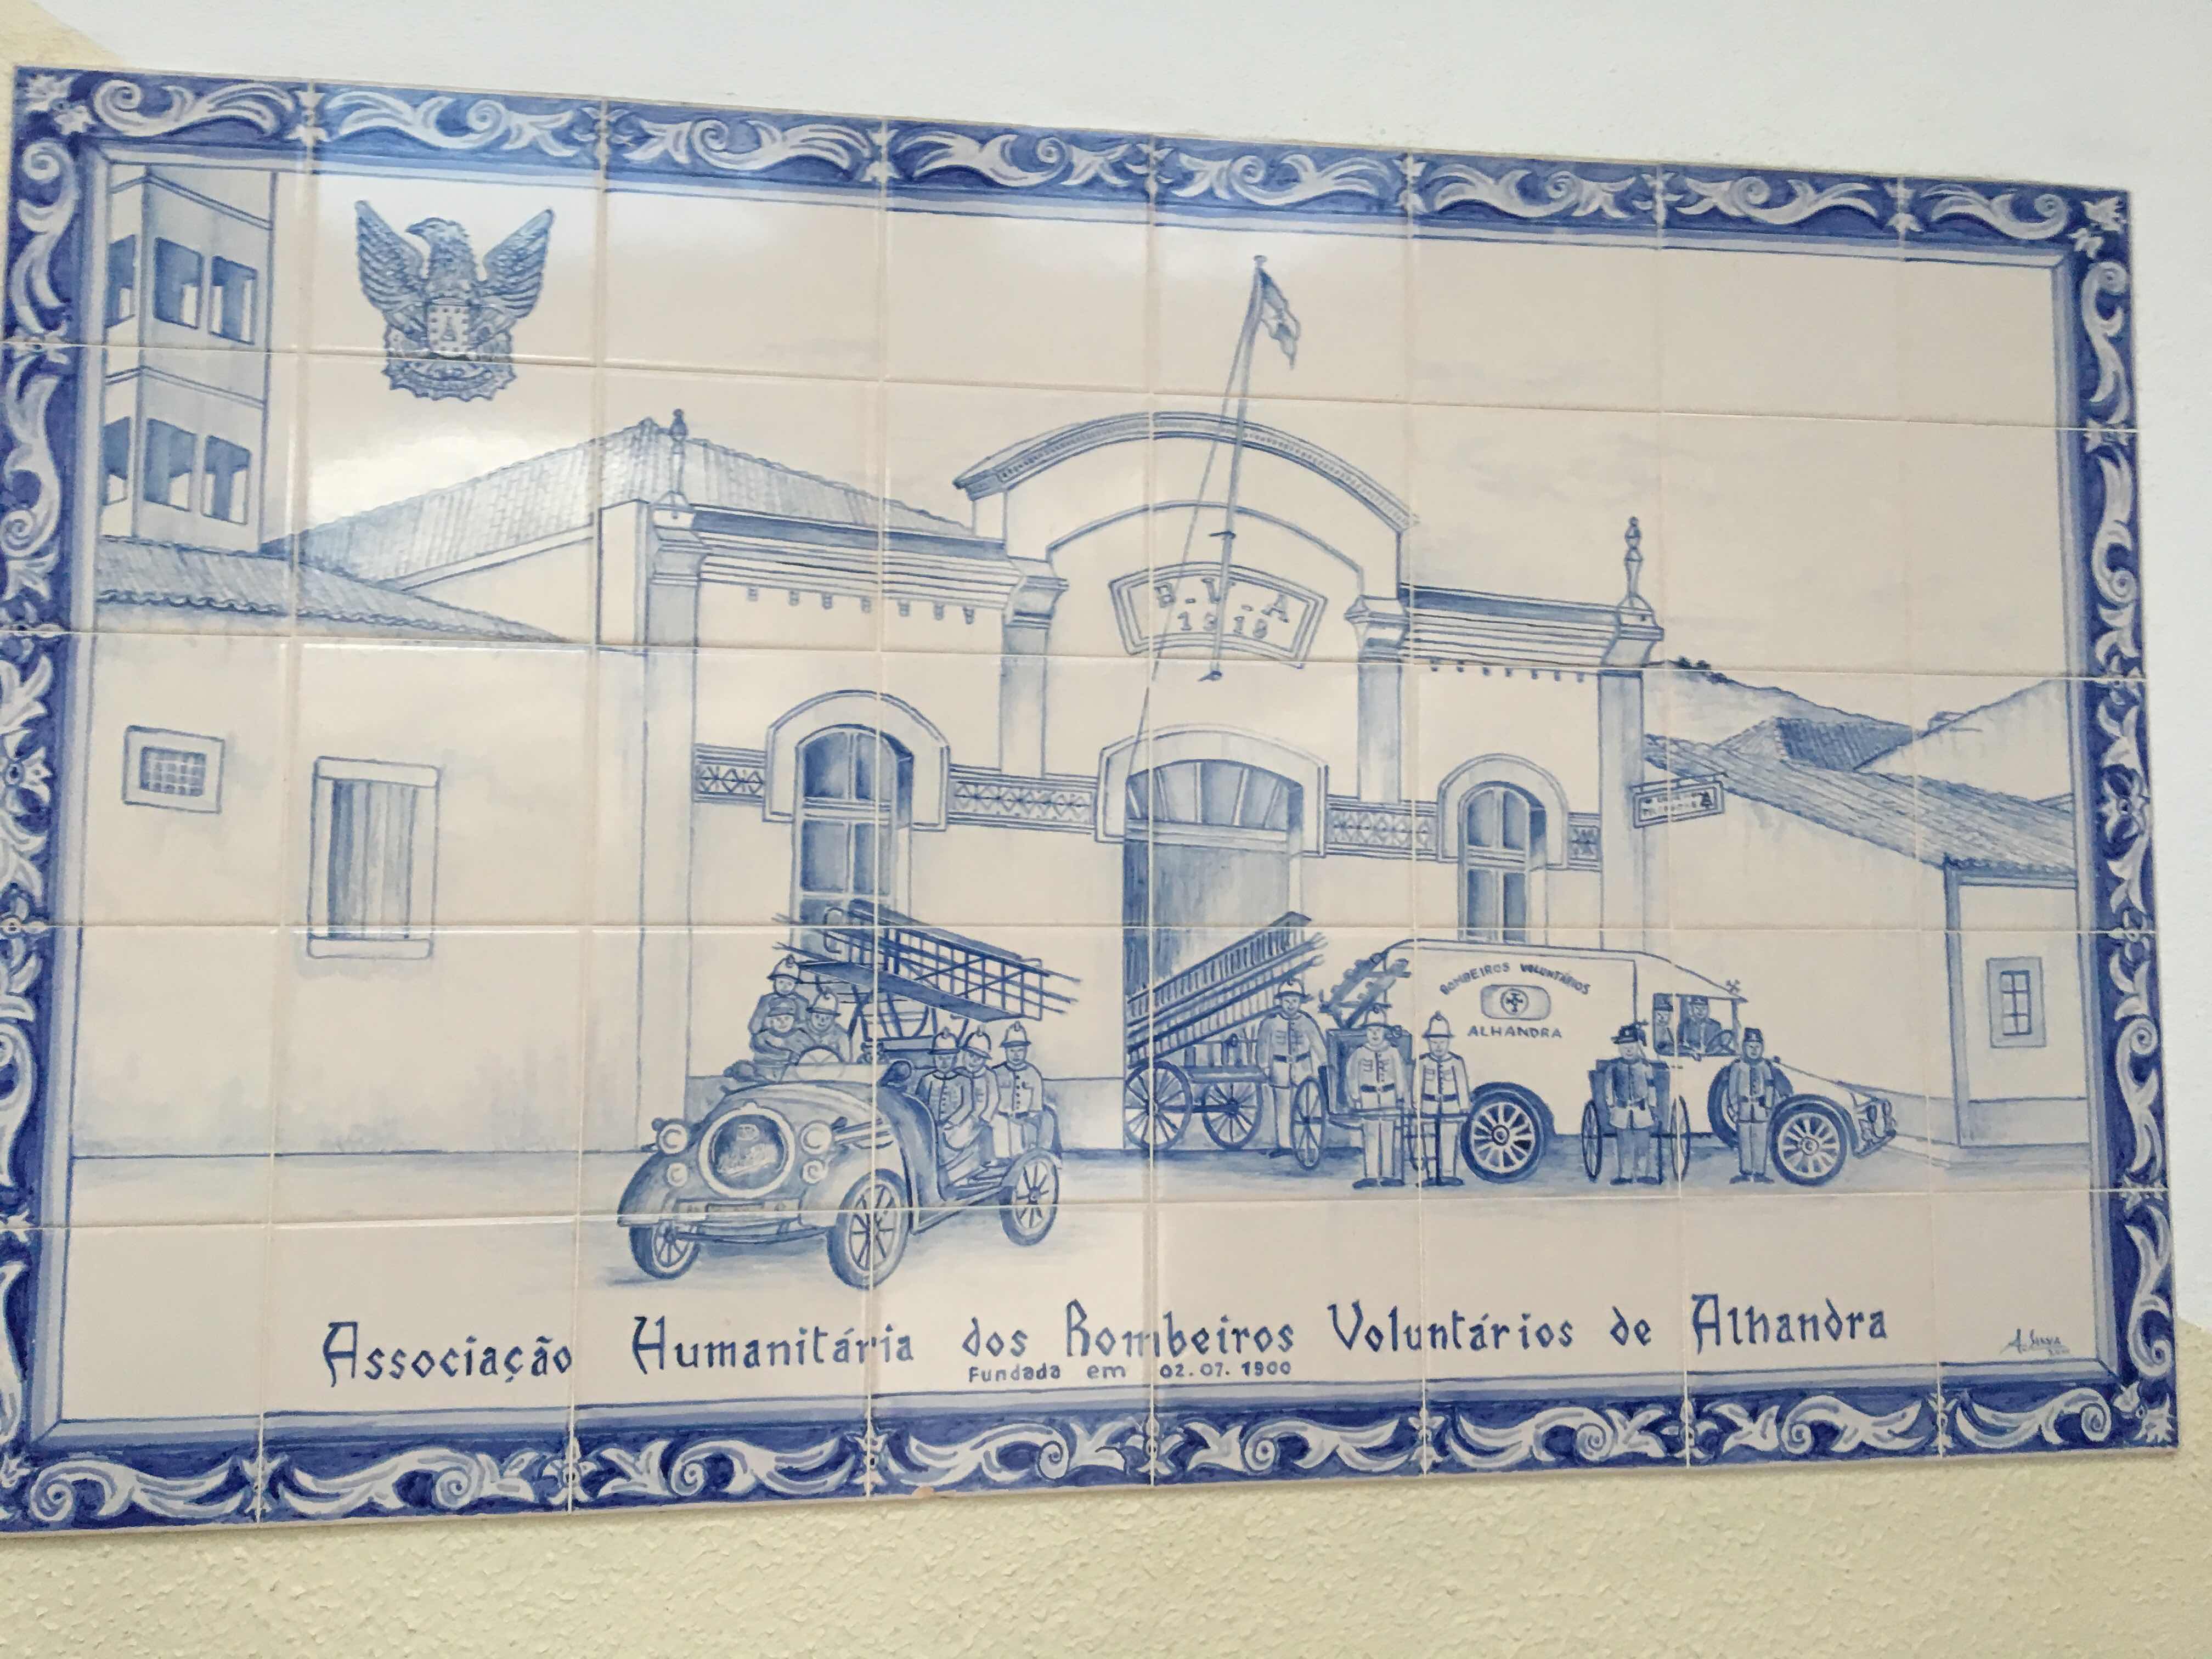 B.V.A
1918
BOMBEIROS VOLUNTÁRIOS
ALHANDRA
Associação Humanitária dos Bombeiros Voluntários de Alhandra
Fundada em 02.07.1900